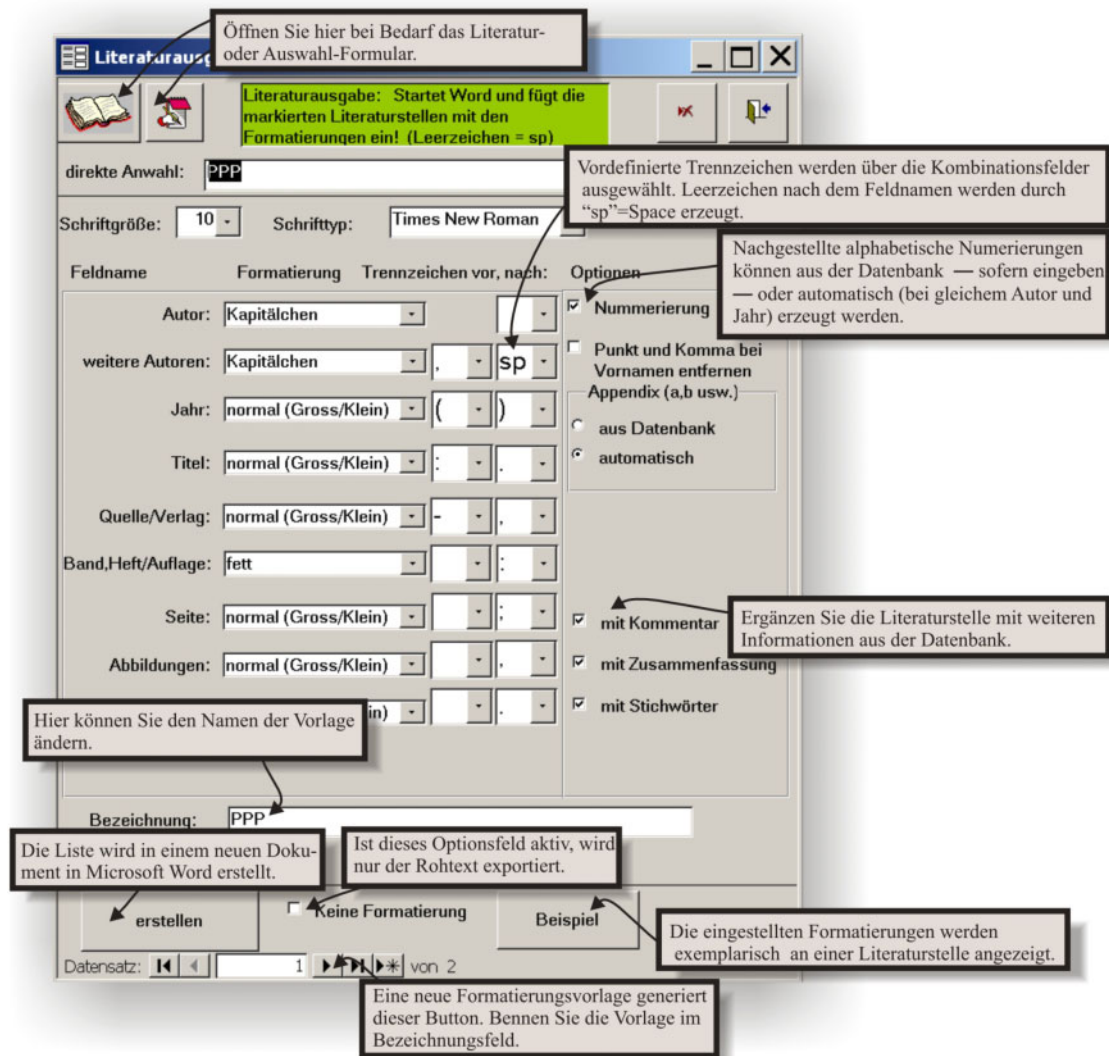 Öffnen Sie hier bei Bedarf das Literatur-
oder Auswahl-Formular.
Literaturausg
Literaturausgabe: Startet Word und fügt die
markierten Literaturstellen mit den
Formatierungen ein! (Leerzeichen = sp)
direkte Anwahl: PPP
Vordefinierte Trennzeichen werden über die Kombinationsfelder
ausgewählt. Leerzeichen nach dem Feldnamen werden durch
“sp”=Space erzeugt.
Schriftgröße: 10 Schrifttyp: Times New Roman
Nachgestellte alphabetische Numerierungen
können aus der Datenbank — sofern eingeben
— oder automatisch (bei gleichem Autor und
Jahr) erzeugt werden.
Feldname Formatierung Trennzeichen vor, nach: Optionen
Autor: Kapitälchen Nummerierung
weitere Autoren: Kapitälchen , sp Punkt und Komma bei
Vornamen entfernen
Appendix (a,b usw.)
Jahr: normal (Gross/Klein) ( ) aus Datenbank
Titel: normal (Gross/Klein) : . automatisch
Quelle/Verlag: normal (Gross/Klein) - ,
Band,Heft/Auflage: fett :
Seite: normal (Gross/Klein) ; mit Kommentar
Ergänzen Sie die Literaturstelle mit weiteren
Informationen aus der Datenbank.
Abbildungen: normal (Gross/Klein) , mit Zusammenfassung
ein) . mit Stichwörter
Hier können Sie den Namen der Vorlage
ändern.
Bezeichnung: PPP
Die Liste wird in einem neuen Doku-
ment in Microsoft Word erstellt.
Ist dieses Optionsfeld aktiv, wird
nur der Rohtext exportiert.
erstellen Keine Formatierung Beispiel
Die eingestellten Formatierungen werden
exemplarisch an einer Literaturstelle angezeigt.
Datensatz: 1 von 2
Eine neue Formatierungsvorlage generiert
dieser Button. Bennen Sie die Vorlage im
Bezeichnungsfeld.